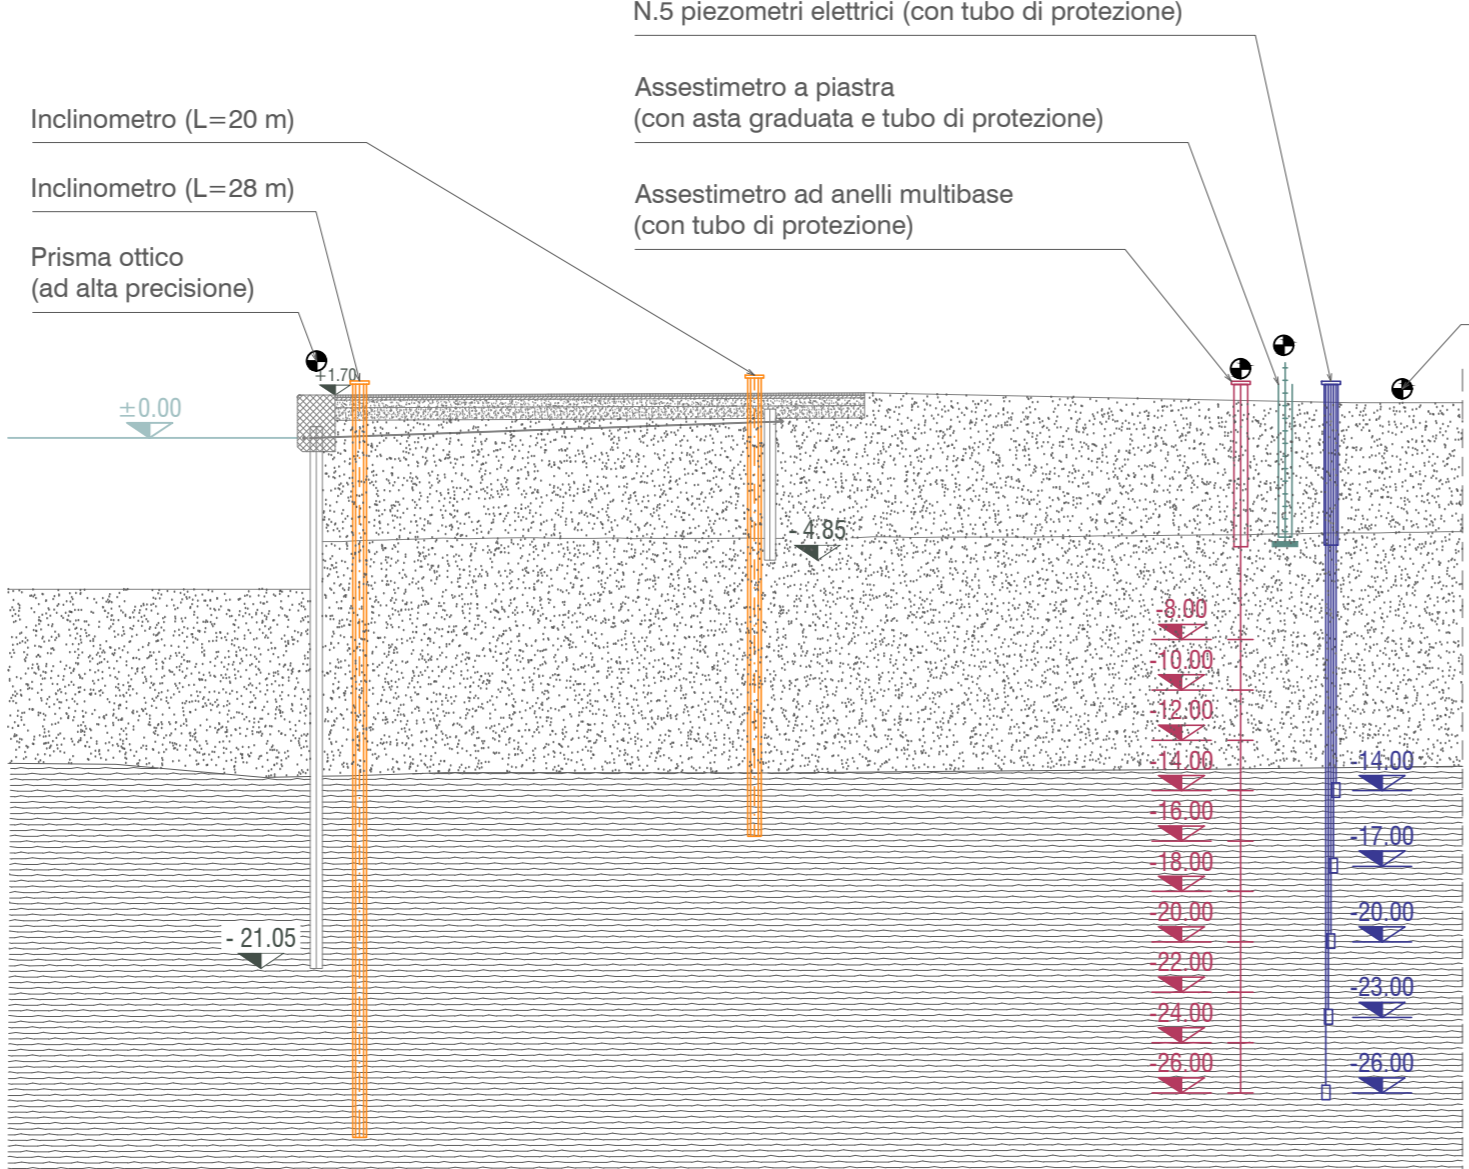 N.5 piezometri elettrici (con tubo di protezione)
Assestimetro a piastra
(con asta graduata e tubo di protezione)
Inclinometro (L=20 m)
Inclinometro (L=28 m)
Assestimetro ad anelli multibase
(con tubo di protezione)
Prisma ottico
(ad alta precisione)
+1.70
±0.00
- 4.85
-8.00
-10.00
-12.00
-14.00
-16.00
-18.00
-20.00
-22.00
-24.00
-26.00
-14.00
-17.00
-20.00
-23.00
-26.00
- 21.05